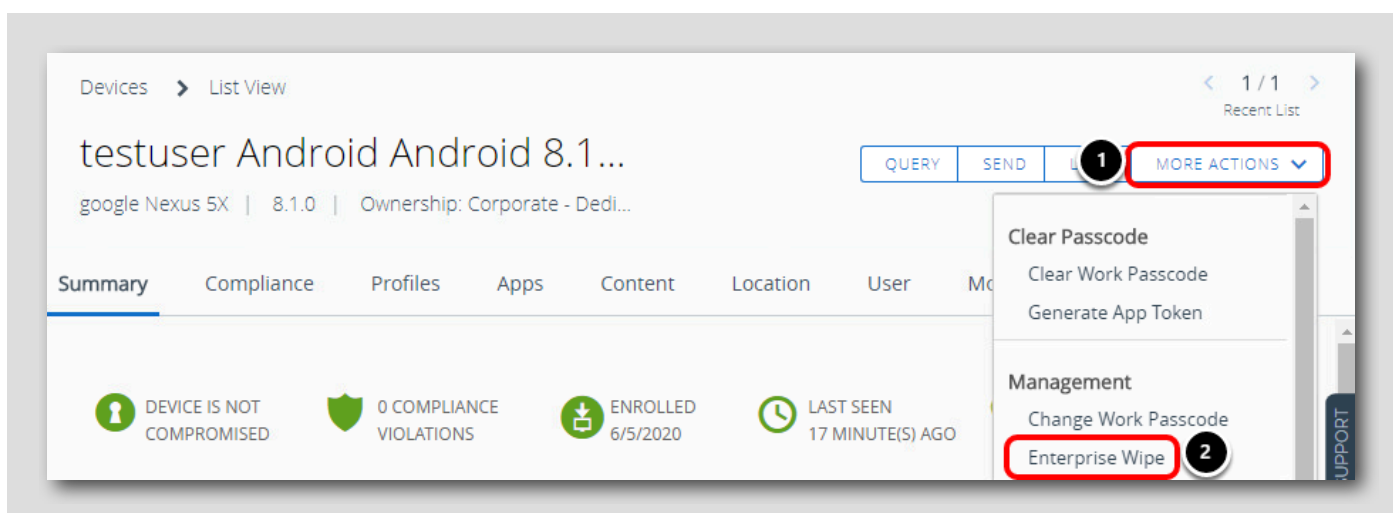 Devices > List View
< 1 / 1 >
Recent List
testuser Android Android 8.1...
QUERY SEND 1 MORE ACTIONS
google Nexus 5X | 8.1.0 | Ownership: Corporate - Dedi...
Clear Passcode
Clear Work Passcode
Generate App Token
Summary Compliance Profiles Apps Content Location User
Management
Change Work Passcode
Enterprise Wipe 2
DEVICE IS NOT
COMPROMISED
0 COMPLIANCE
VIOLATIONS
ENROLLED
6/5/2020
LAST SEEN
17 MINUTE(S) AGO
SUPPORT